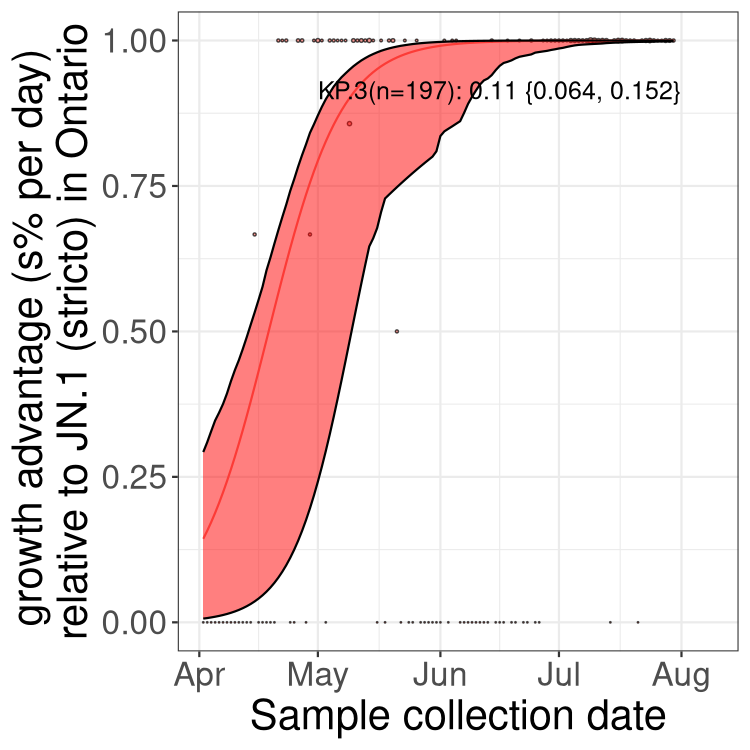 growth advantage (s% per day)
relative to JN.1 (stricto) in Ontario
1.00
0.75
0.50
0.25
0.00
KP.3(n=197): 0.11 {0.064, 0.152}
Apr May Jun Jul Aug
Sample collection date